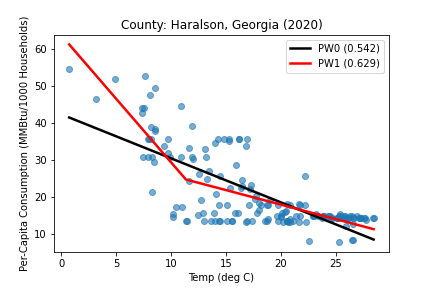 County: Haralson, Georgia (2020)
Per-Capita Consumption (MMBtu/1000 Households)
60
50
40
30
20
10
PW0 (0.542)
PW1 (0.629)
0
5
10
15
20
25
Temp (deg C)